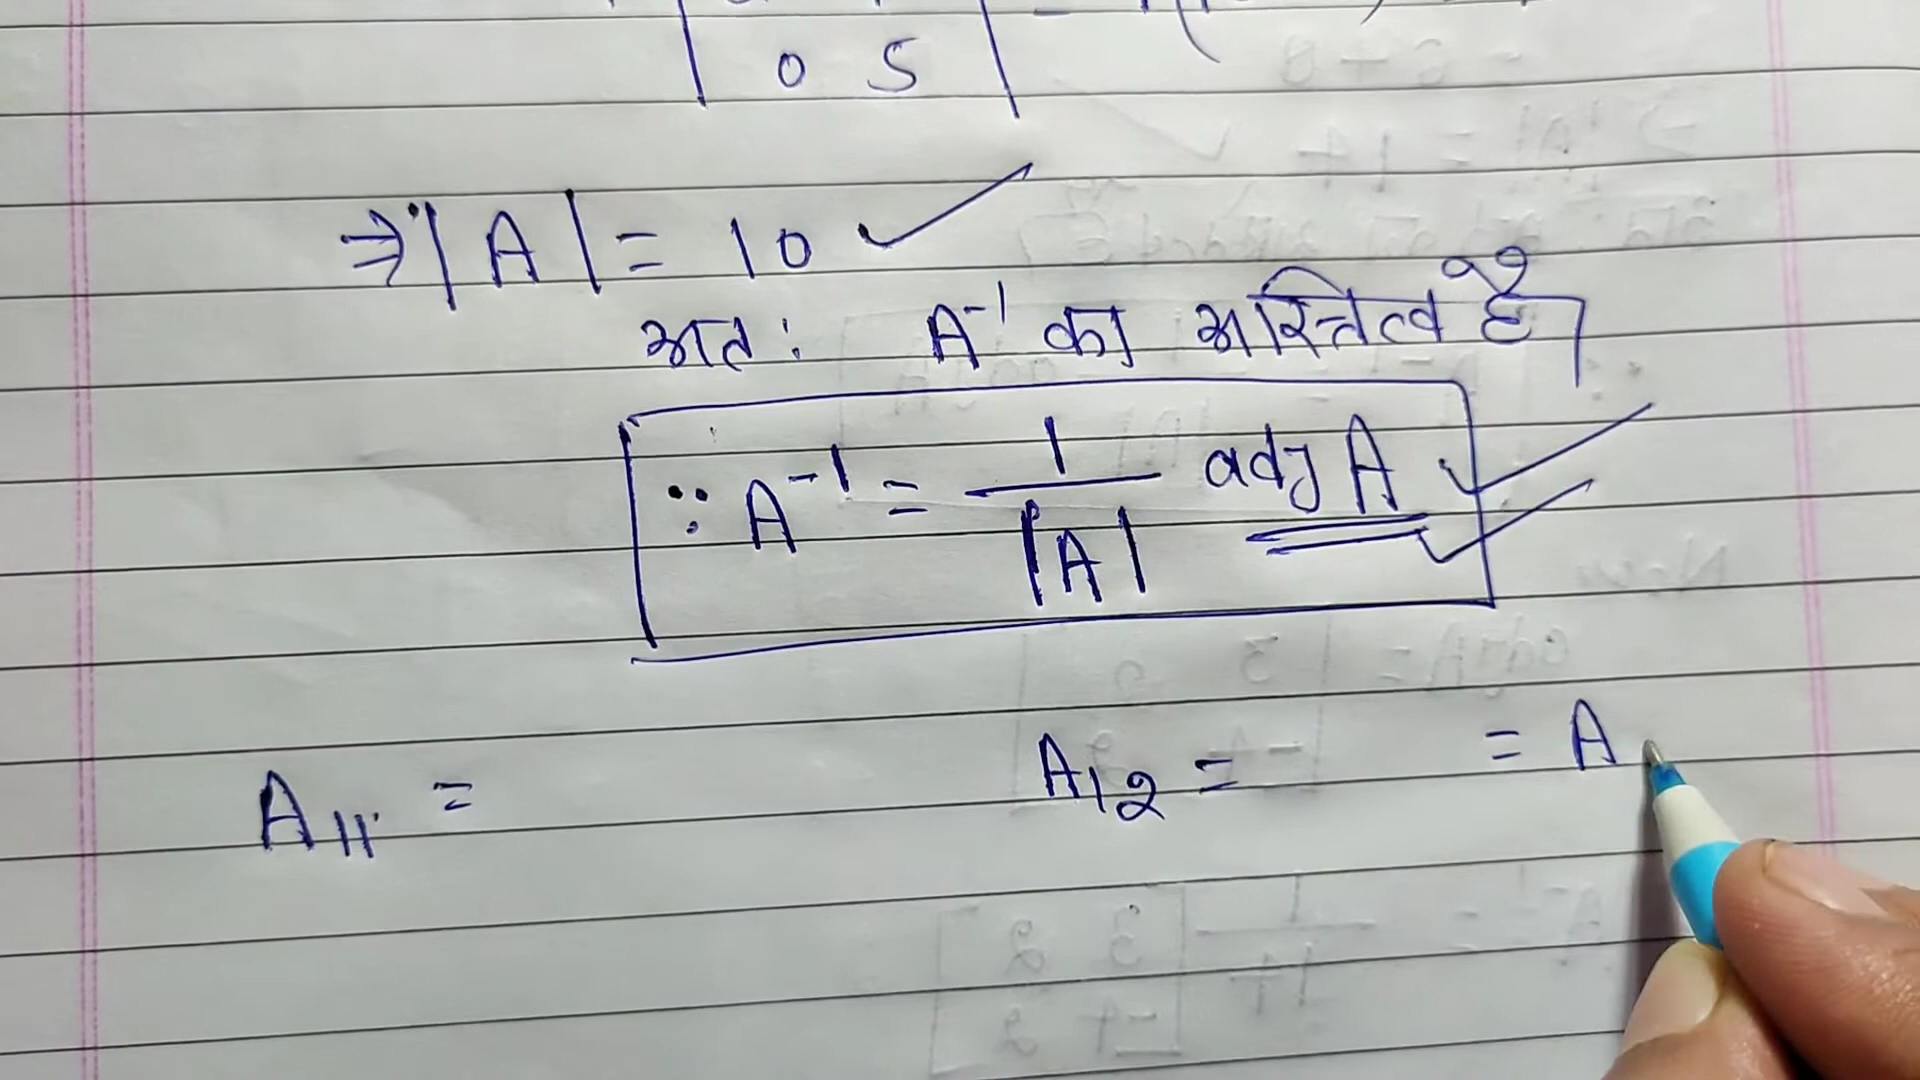 0 5
⇒ |A| = 10 ✓
अतः A⁻¹ का अस्तित्व है।
∵ A⁻¹ = 1/|A| adj A ✓ ✓
A₁₁ = A₁₂ = = A